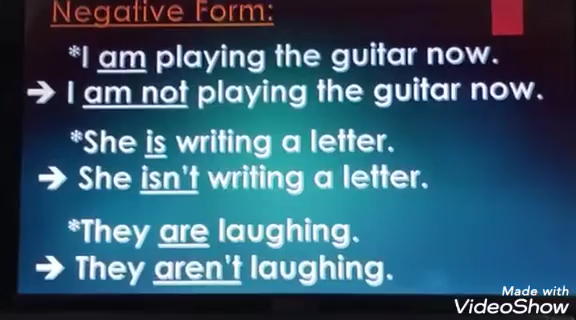 Negative Form:
*I am playing the guitar now.
➔ I am not playing the guitar now.
*She is writing a letter.
➔ She isn't writing a letter.
*They are laughing.
➔ They aren't laughing.
Made with
VideoShow